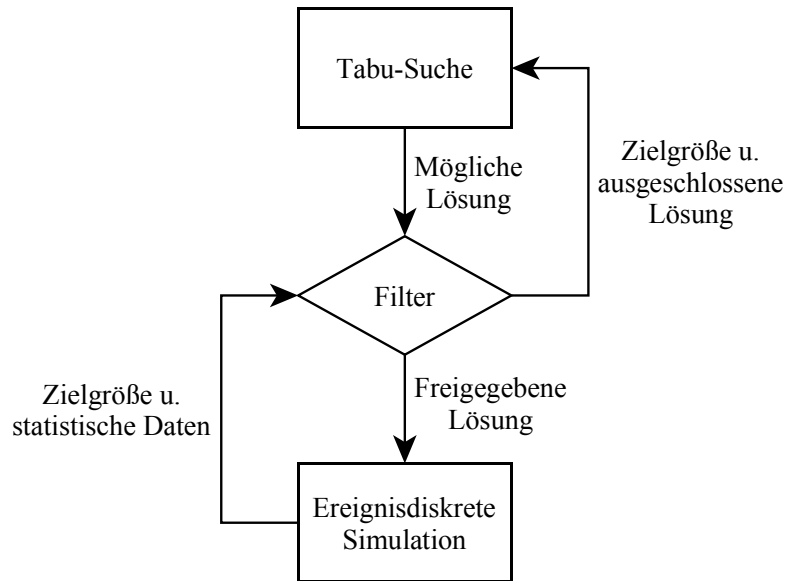 Tabu-Suche
Mögliche
Lösung
Zielgröße u.
ausgeschlossene
Lösung
Filter
Zielgröße u.
statistische Daten
Freigegebene
Lösung
Ereignisdiskrete
Simulation